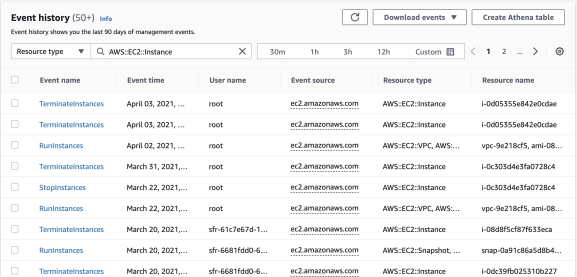 Event history (50+) Info
Download events ▼ Create Athena table
Event history shows you the last 90 days of management events.
Resource type ▼ AWS::EC2::Instance × 30m 1h 3h 12h Custom < 1 2 ... >
Event name Event time User name Event source Resource type Resource name
TerminateInstances April 03, 2021, ... root ec2.amazonaws.com AWS::EC2::Instance i-0d05355e842e0cdae
TerminateInstances April 03, 2021, ... root ec2.amazonaws.com AWS::EC2::Instance i-0d05355e842e0cdae
RunInstances April 02, 2021, ... root ec2.amazonaws.com AWS::EC2::VPC, AWS:... vpc-9e218cf5, ami-08...
TerminateInstances March 31, 2021,... root ec2.amazonaws.com AWS::EC2::Instance i-0c303d4e3fa0728c4
StopInstances March 22, 2021,... root ec2.amazonaws.com AWS::EC2::Instance i-0c303d4e3fa0728c4
RunInstances March 22, 2021,... root ec2.amazonaws.com AWS::EC2::VPC, AWS:... vpc-9e218cf5, ami-08...
TerminateInstances March 20, 2021,... sfr-61c7e67d-1... ec2.amazonaws.com AWS::EC2::Instance i-08d8f5cf87f633eca
RunInstances March 20, 2021,... sfr-6681fdd0-6... ec2.amazonaws.com AWS::EC2::Snapshot, ... snap-0a91c86a5d8b4...
TerminateInstances March 20, 2021,... sfr-6681fdd0-6... ec2.amazonaws.com AWS::EC2::Instance i-0dc39fb025310b227